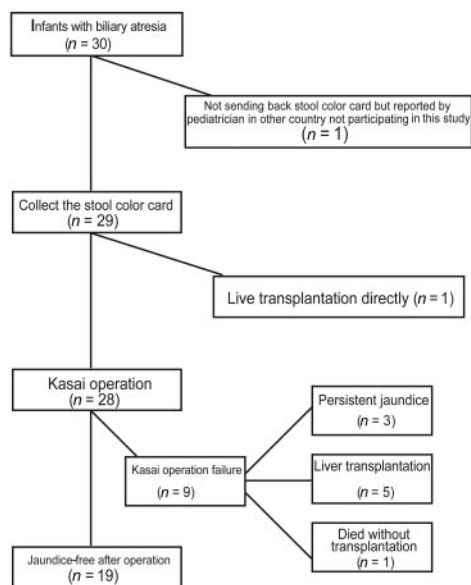 Infants with biliary atresia
(n = 30)
Not sending back stool color card but reported by
pediatrician in other country not participating in this study
(n = 1)
Collect the stool color card
(n = 29)
Live transplantation directly (n = 1)
Kasai operation
(n = 28)
Persistent jaundice
(n = 3)
Kasai operation failure
(n = 9)
Liver transplantation
(n = 5)
Died without
transplantation
(n = 1)
Jaundice-free after operation
(n = 19)